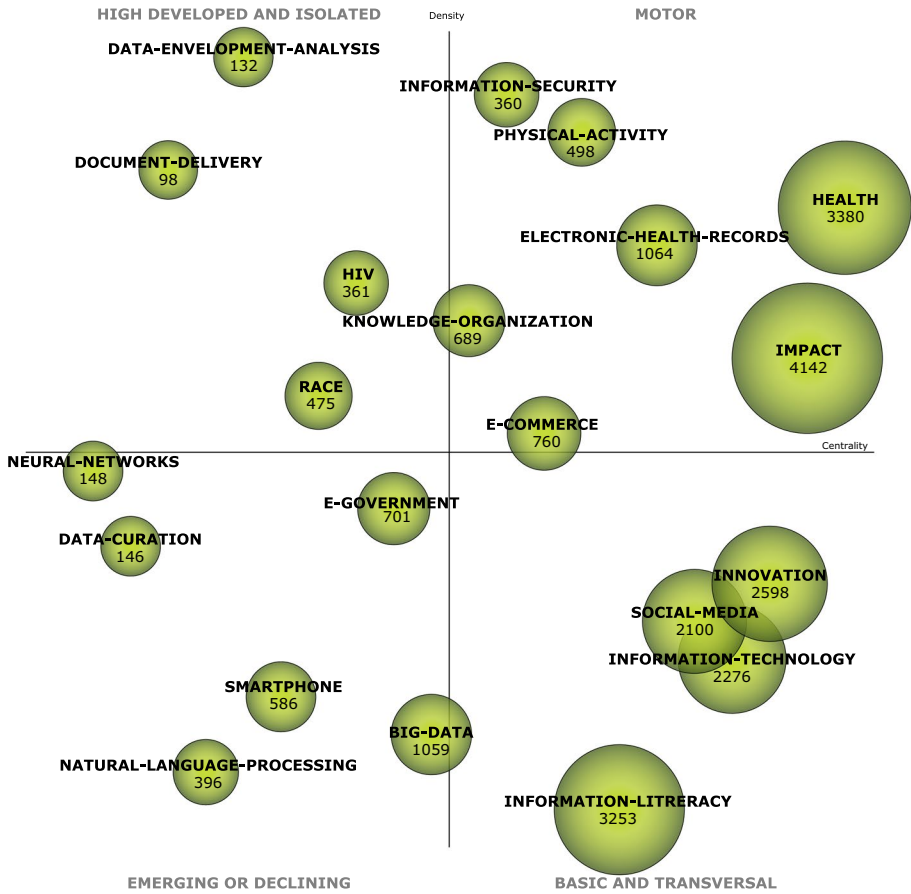 HIGH DEVELOPED AND ISOLATED
Density
MOTOR
DATA-ENVELOPMENT-ANALYSIS
132
INFORMATION-SECURITY
360
PHYSICAL-ACTIVITY
498
DOCUMENT-DELIVERY
98
HEALTH
3380
ELECTRONIC-HEALTH-RECORDS
1064
HIV
361
KNOWLEDGE-ORGANIZATION
689
IMPACT
4142
RACE
475
E-COMMERCE
760
Centrality
NEURAL-NETWORKS
148
E-GOVERNMENT
701
DATA-CURATION
146
INNOVATION
2598
SOCIAL-MEDIA
2100
INFORMATION-TECHNOLOGY
2276
SMARTPHONE
586
BIG-DATA
1059
NATURAL-LANGUAGE-PROCESSING
396
INFORMATION-LITRERACY
3253
EMERGING OR DECLINING
BASIC AND TRANSVERSAL